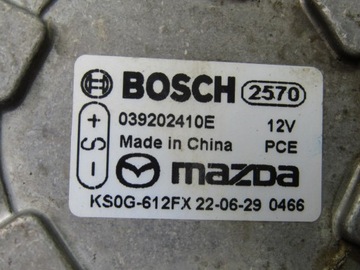 BOSCH 2570
039202410E 12V
+ S - Made in China PCE
mazda
KS0G-612FX 22-06-29 0466